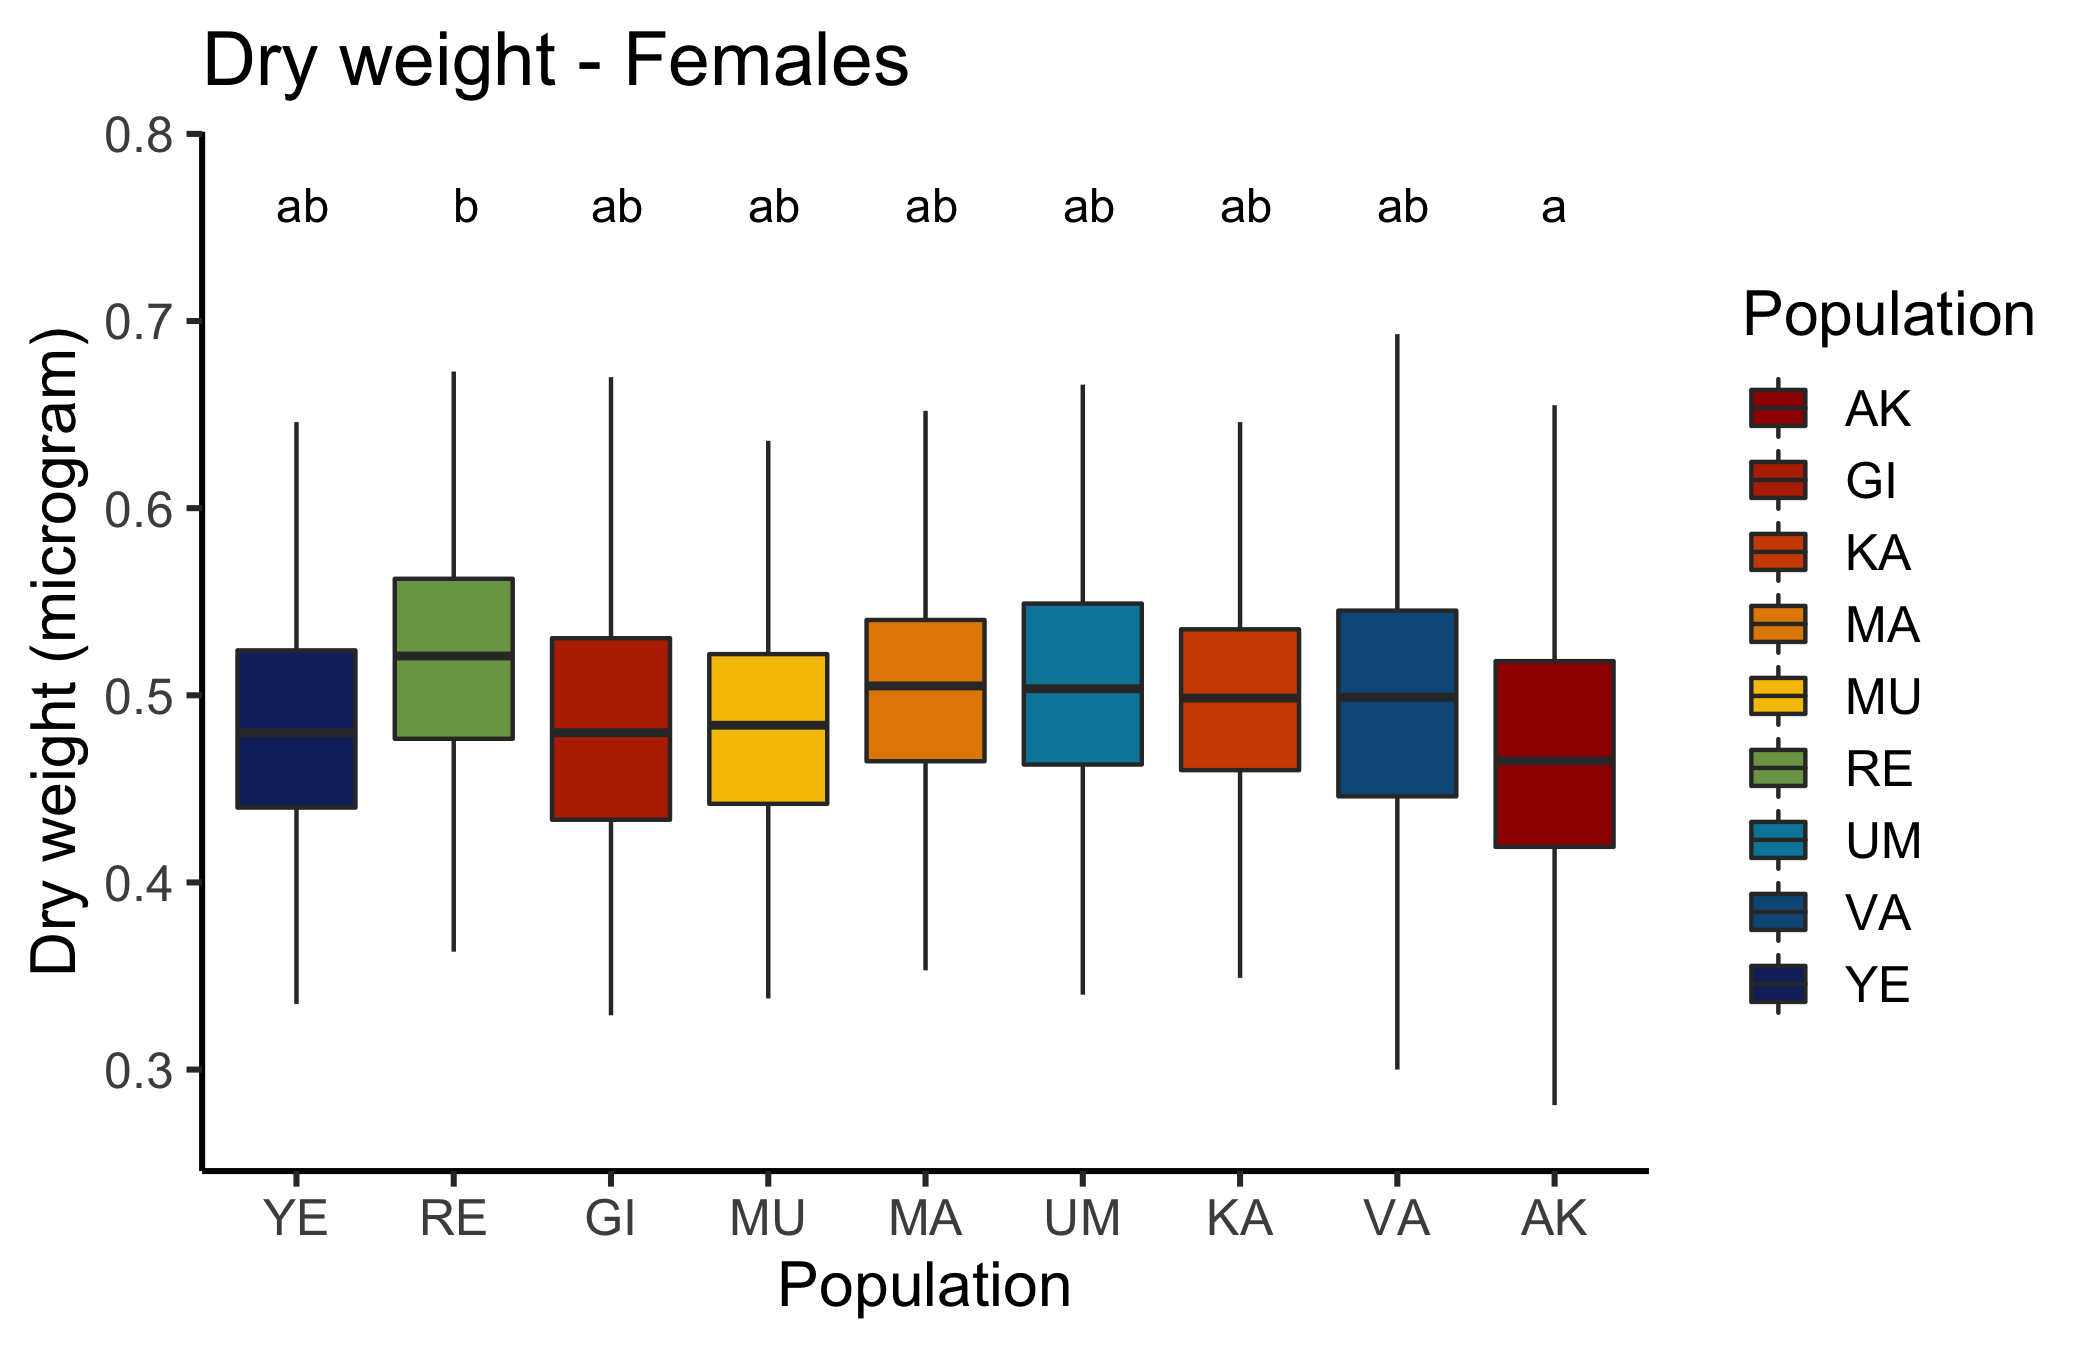 Dry weight - Females
0.8
0.7
0.6
0.5
0.4
0.3
Dry weight (microgram)
ab b ab ab ab ab ab ab a
YE RE GI MU MA UM KA VA AK
Population
Population
AK
GI
KA
MA
MU
RE
UM
VA
YE